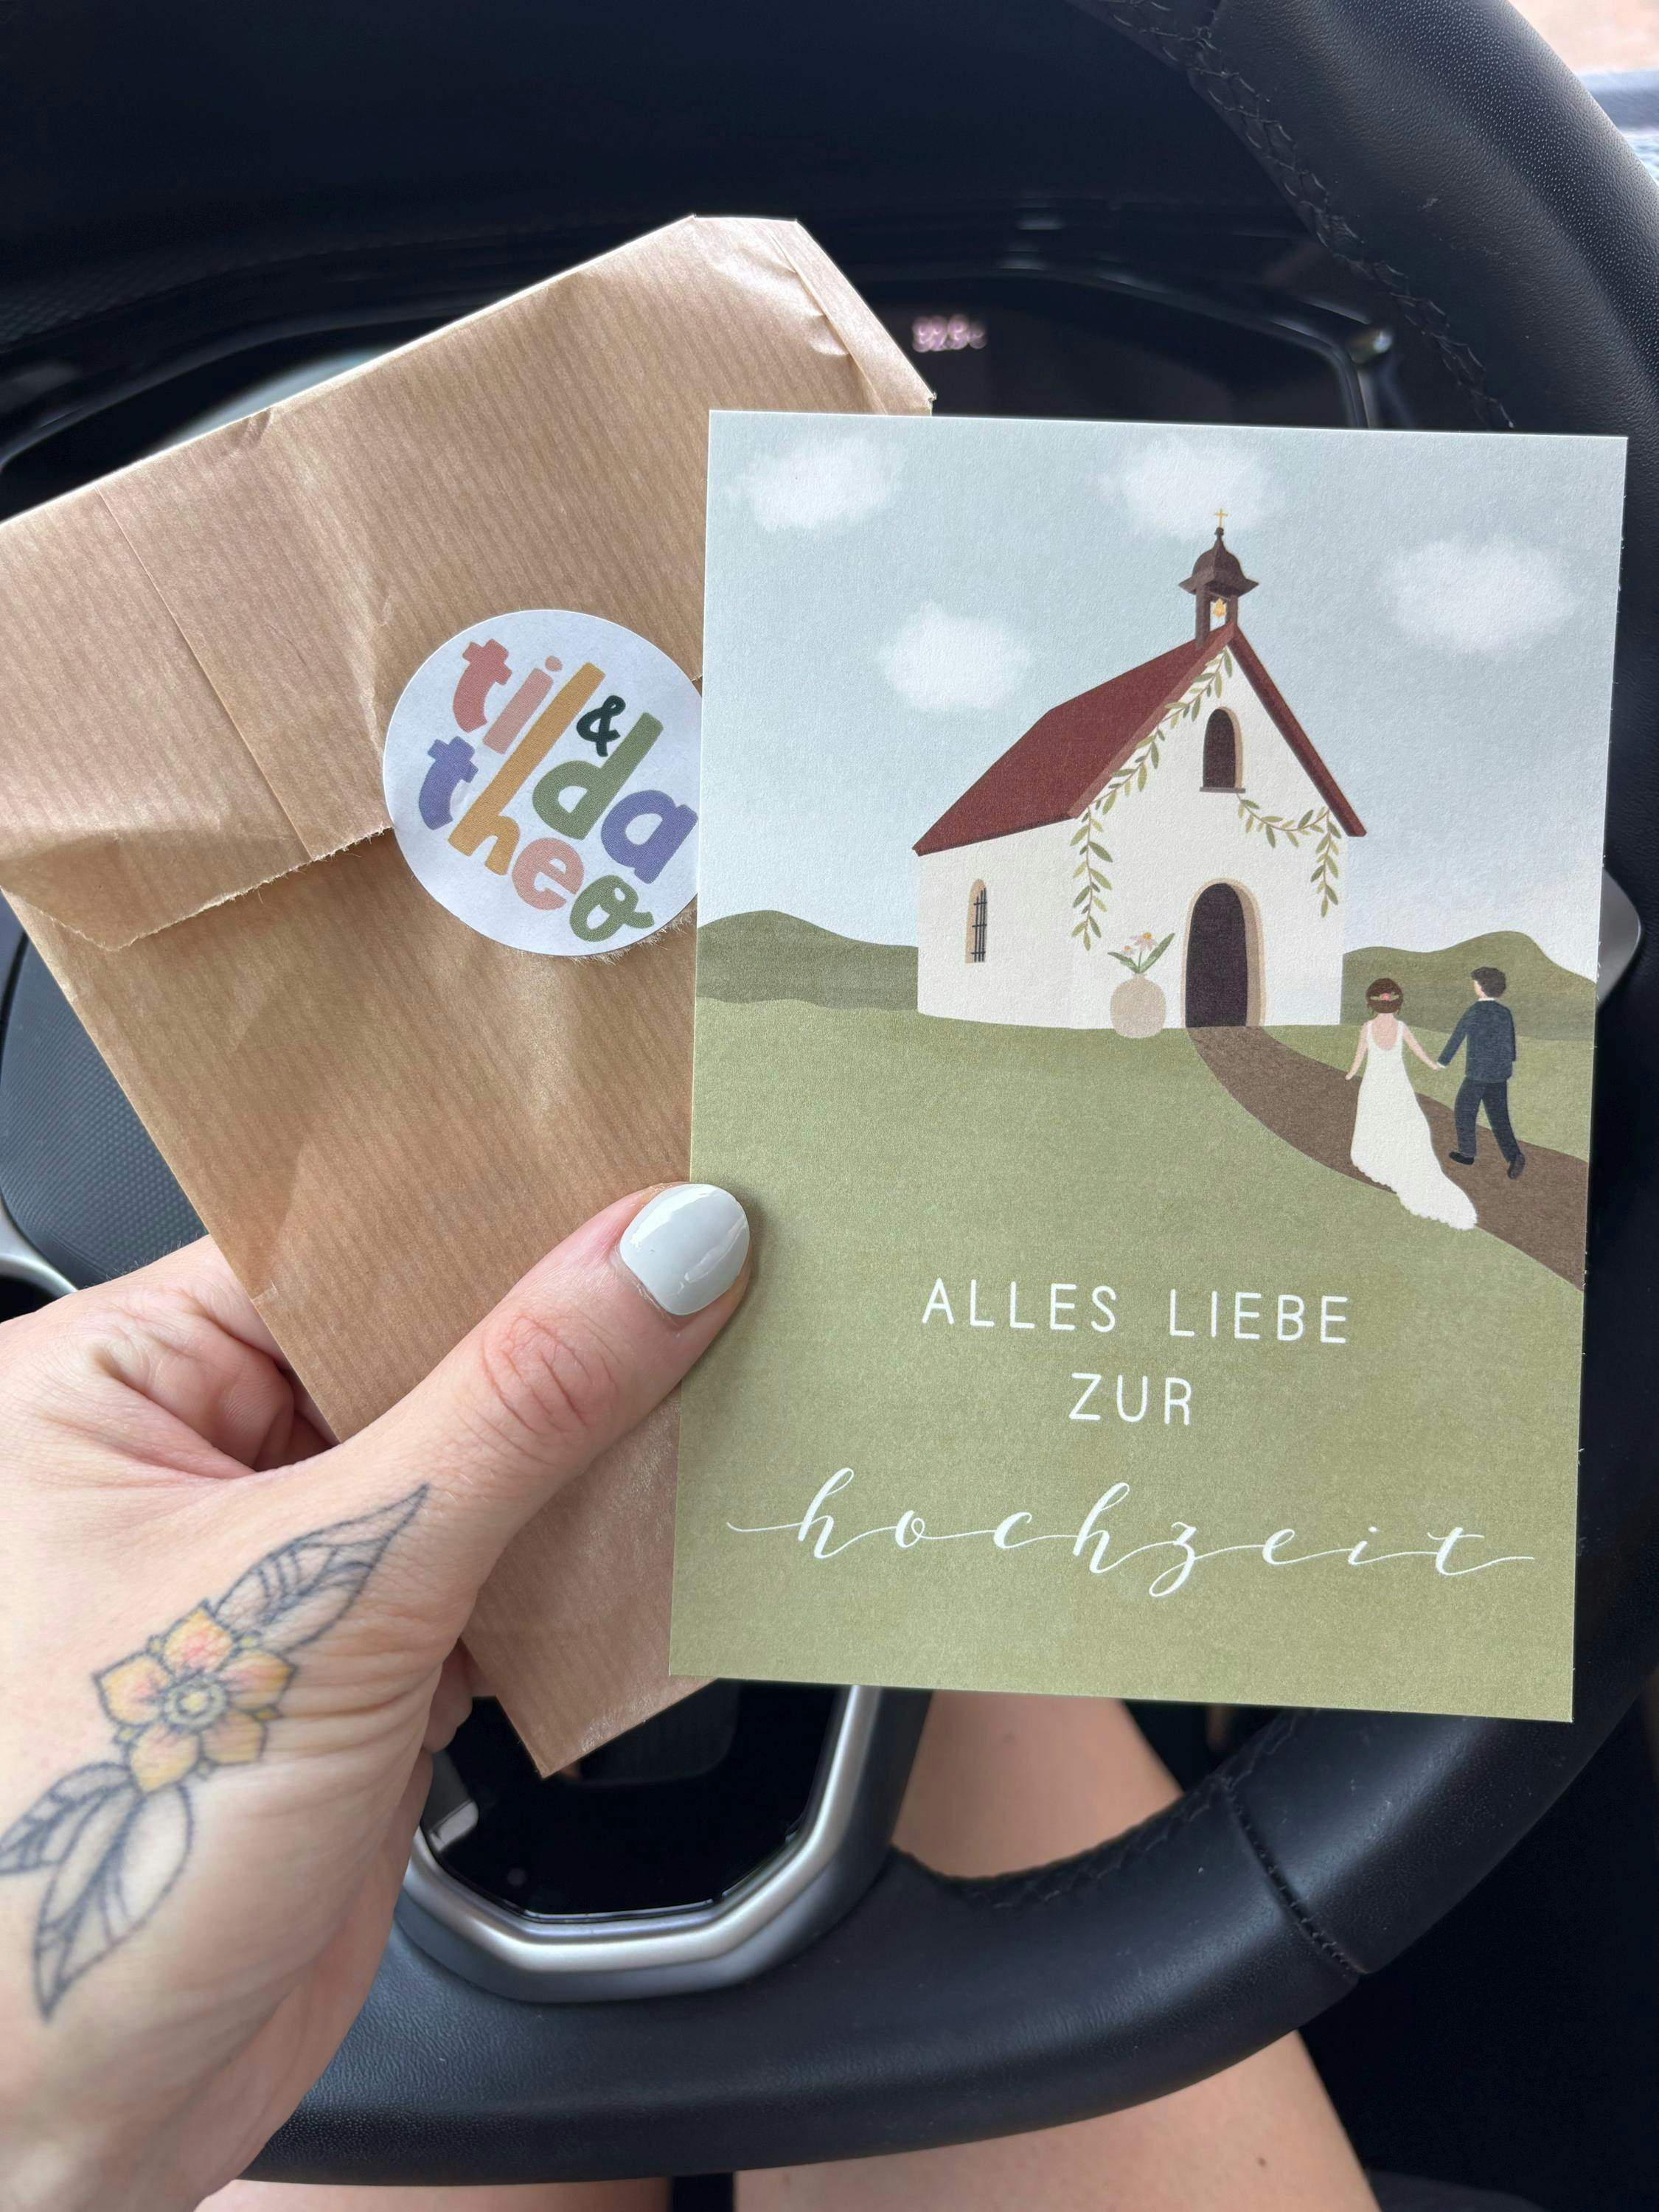 til&da
theo
ALLES LIEBE
ZUR
hochzeit